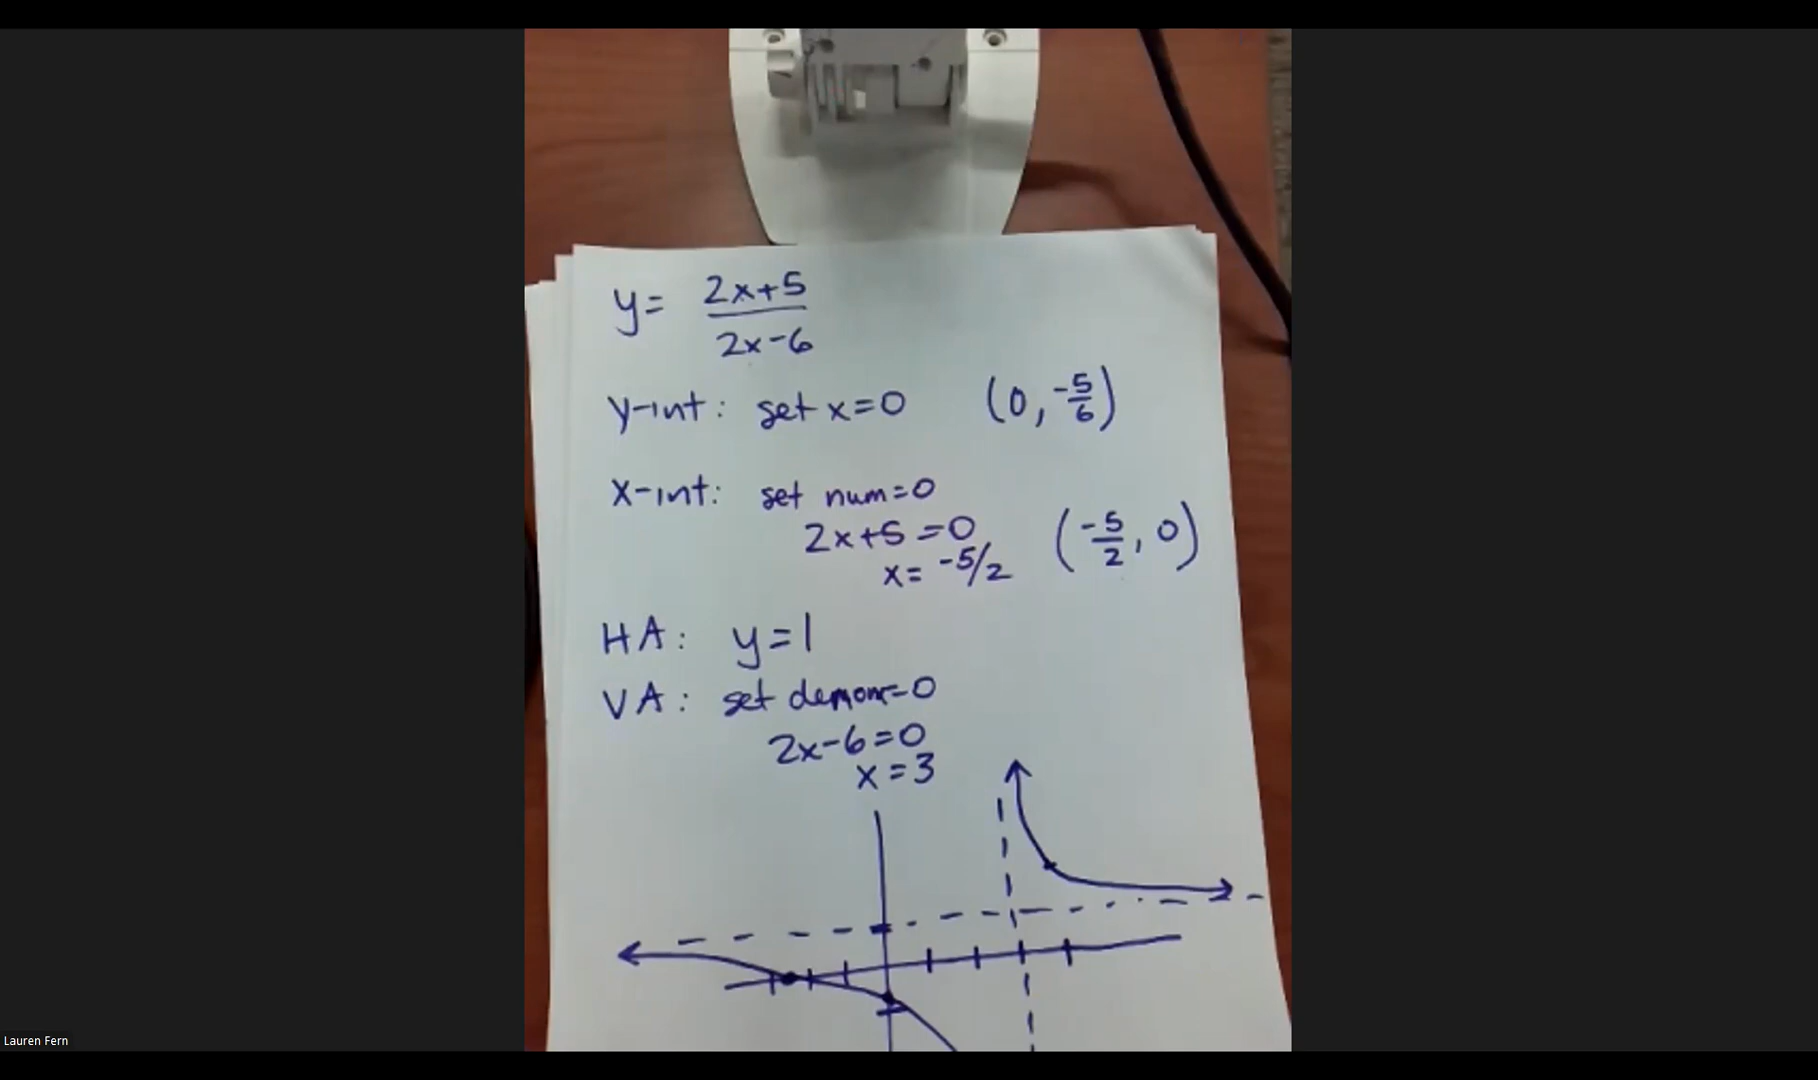 y = (2x+5)/(2x-6)
y-int: set x=0 (0, -5/6)
x-int: set num=0
2x+5=0 (-5/2, 0)
x= -5/2
HA: y=1
VA: set denom=0
2x-6=0
x=3
Lauren Fern